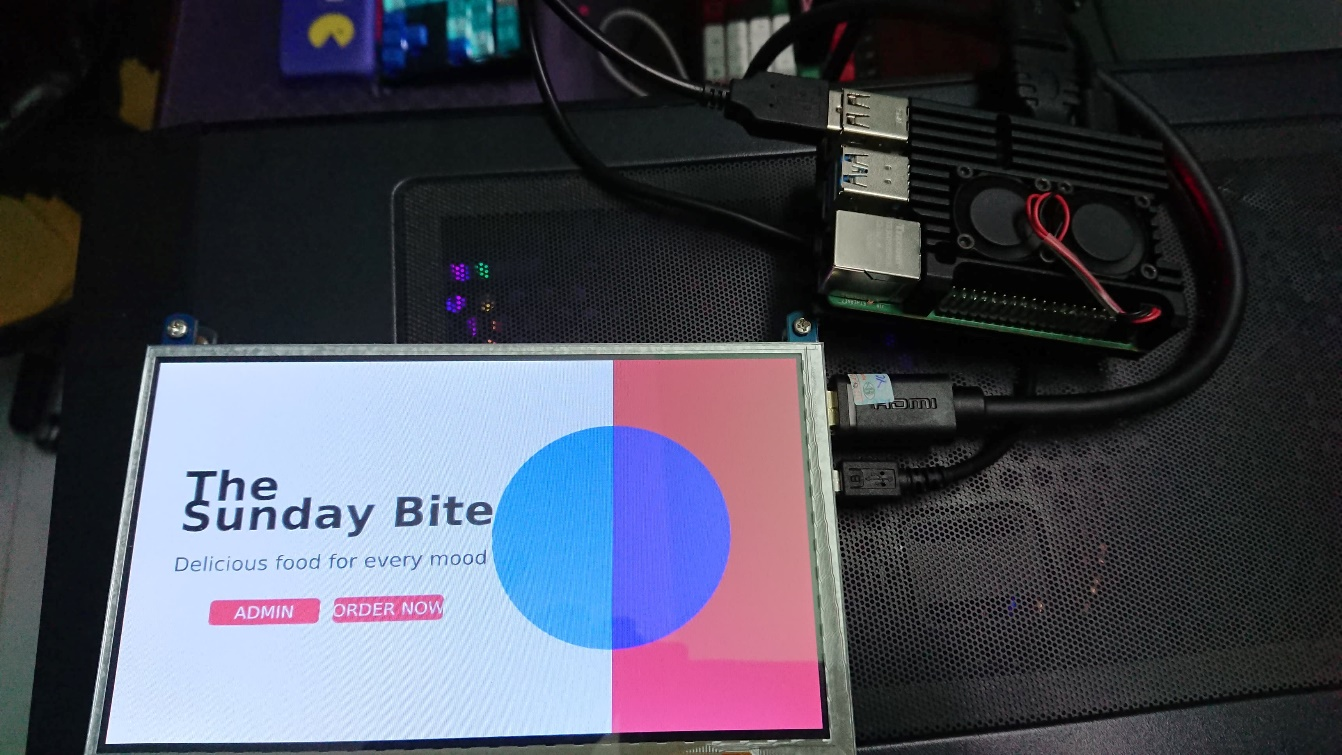 The
Sunday Bite
Delicious food for every mood
ADMIN
ORDER NOW
HDMI